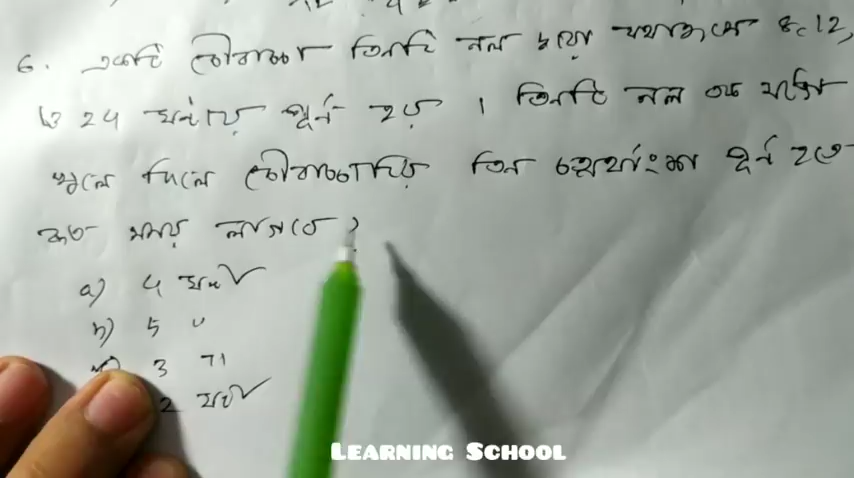 6. একটি চৌবাচ্চা তিনটি নল দ্বারা যথাক্রমে 8, 12,
ও 24 ঘন্টায় পূর্ন হয় । তিনটি নল এক সঙ্গে
খুলে দিলে চৌবাচ্চাটির তিন চতুর্থাংশ পূর্ন হতে
কত সময় লাগবে ?
a) 4 ঘন্টা
b) 5 "
3 "
2 ঘন্টা
LEARNING SCHOOL